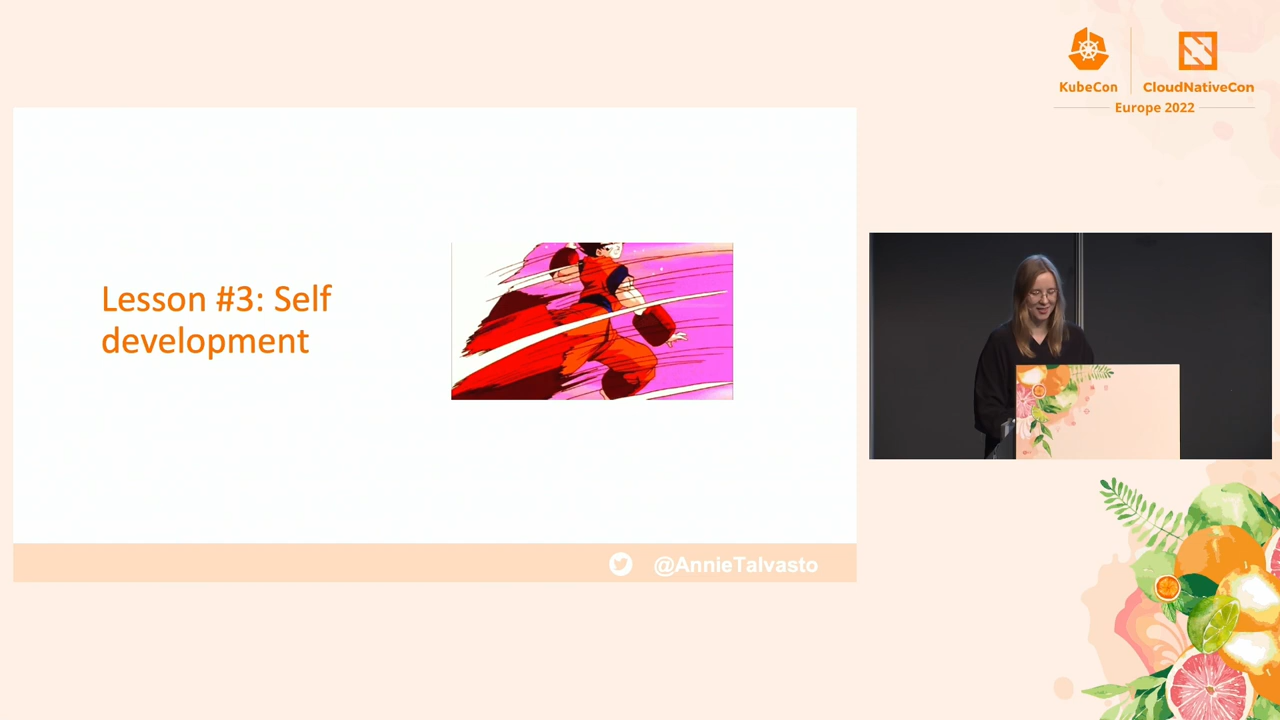 KubeCon
CloudNativeCon
Europe 2022
Lesson #3: Self
development
@AnnieTalvasto